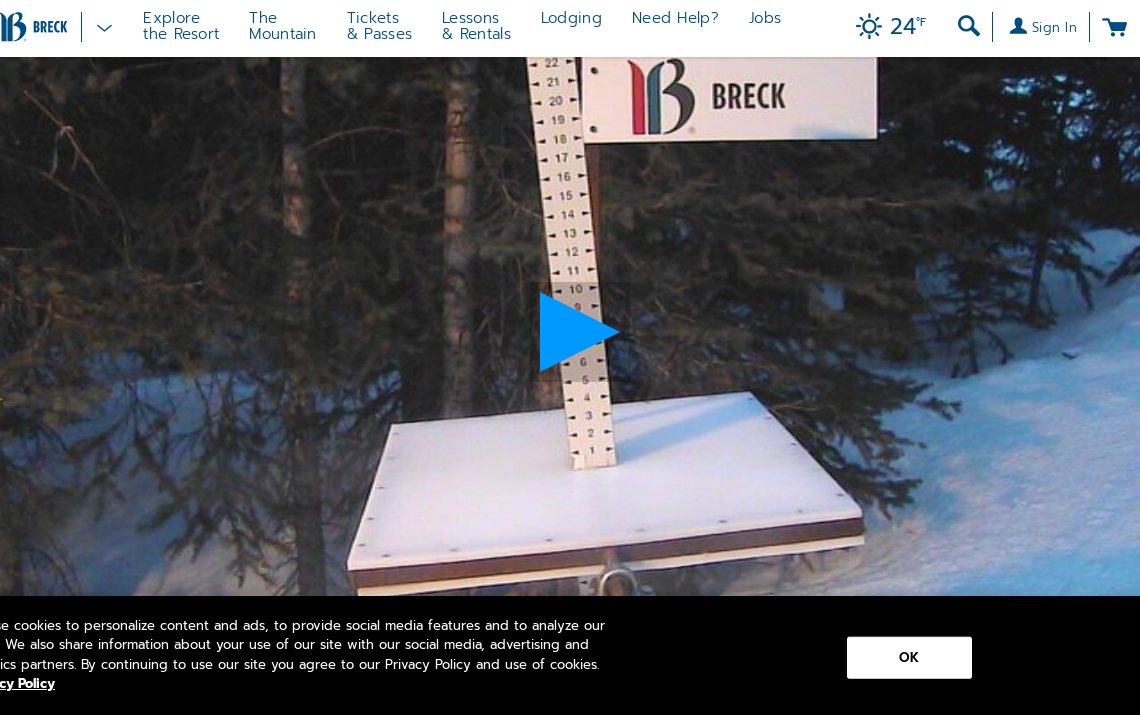 BRECK
Explore
the Resort
The
Mountain
Tickets
& Passes
Lessons
& Rentals
Lodging
Need Help?
Jobs
24°F
Sign In
22
21
20
19
18
17
16
15
14
13
12
11
10
9
6
5
4
3
2
1
BRECK
®
se cookies to personalize content and ads, to provide social media features and to analyze our
We also share information about your use of our site with our social media, advertising and
ics partners. By continuing to use our site you agree to our Privacy Policy and use of cookies.
cy Policy
OK